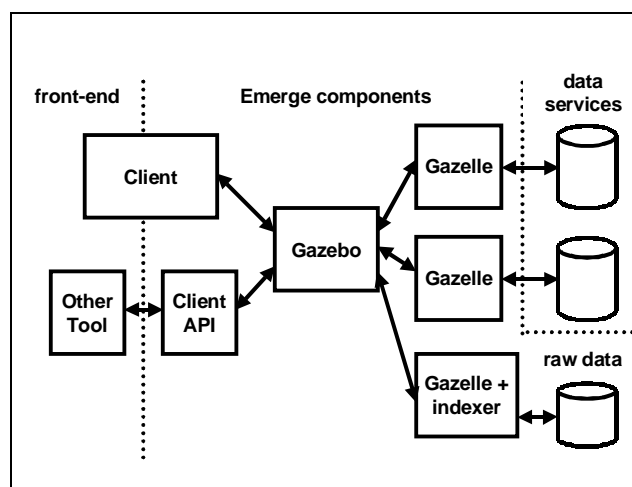 front-end
Emerge components
data
services
Client
Gazelle
Gazebo
Gazelle
Other
Tool
Client
API
raw data
Gazelle +
indexer